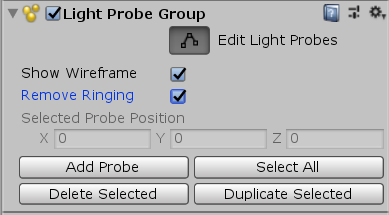 Light Probe Group
Edit Light Probes
Show Wireframe
Remove Ringing
Selected Probe Position
X 0 Y 0 Z 0
Add Probe Select All
Delete Selected Duplicate Selected